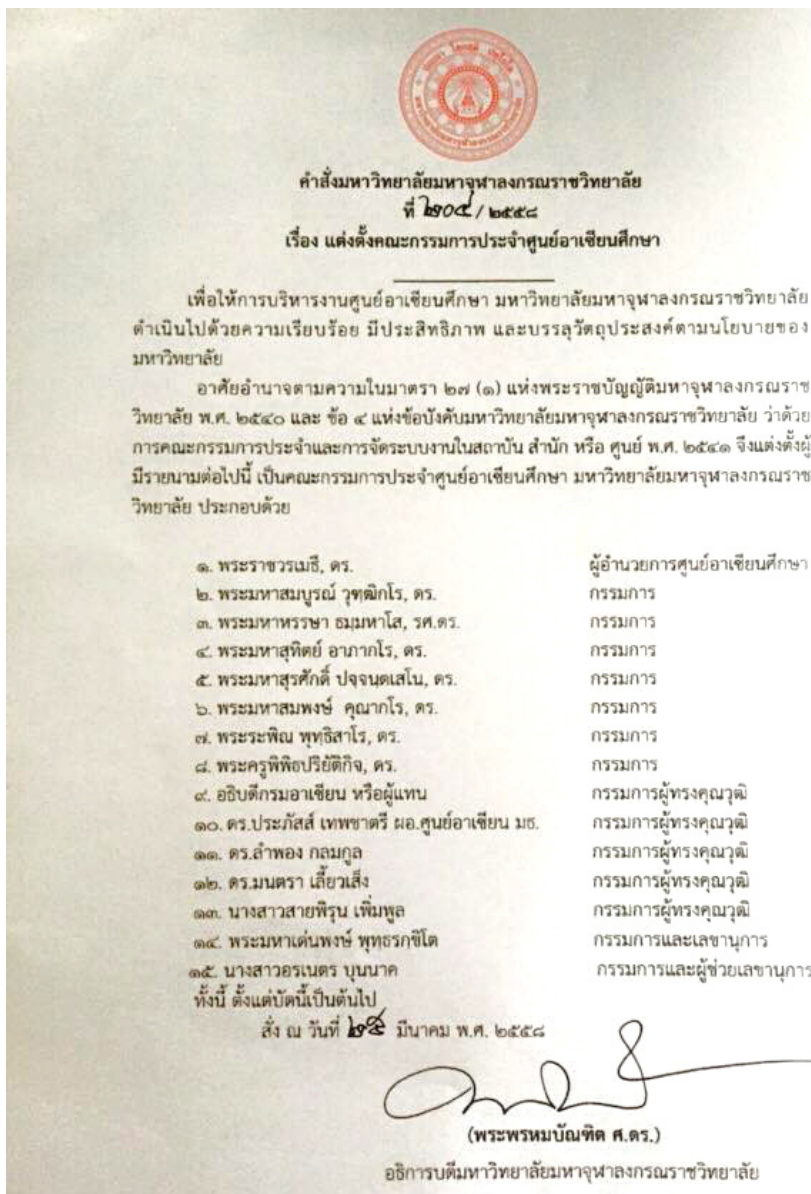 คำสั่งมหาวิทยาลัยมหาจุฬาลงกรณราชวิทยาลัย
ที่ ๒๐๔ / ๒๕๕๘
เรื่อง แต่งตั้งคณะกรรมการประจำศูนย์อาเซียนศึกษา
เพื่อให้การบริหารงานศูนย์อาเซียนศึกษา มหาวิทยาลัยมหาจุฬาลงกรณราชวิทยาลัย
ดำเนินไปด้วยความเรียบร้อย มีประสิทธิภาพ และบรรลุวัตถุประสงค์ตามนโยบายของ
มหาวิทยาลัย
อาศัยอำนาจตามความในมาตรา ๒๗ (๑) แห่งพระราชบัญญัติมหาจุฬาลงกรณราช
วิทยาลัย พ.ศ. ๒๕๔๐ และ ข้อ ๔ แห่งข้อบังคับมหาวิทยาลัยมหาจุฬาลงกรณราชวิทยาลัย ว่าด้วย
การคณะกรรมการประจำและการจัดระบบงานในสถาบัน สำนัก หรือ ศูนย์ พ.ศ. ๒๕๔๑ จึงแต่งตั้งผู้
มีรายนามต่อไปนี้ เป็นคณะกรรมการประจำศูนย์อาเซียนศึกษา มหาวิทยาลัยมหาจุฬาลงกรณราช
วิทยาลัย ประกอบด้วย
๑. พระราชวรเมธี, ดร. ผู้อำนวยการศูนย์อาเซียนศึกษา
๒. พระมหาสมบูรณ์ วุฑฺฒิกโร, ดร. กรรมการ
๓. พระมหาหรรษา ธมฺมหาโส, รศ.ดร. กรรมการ
๔. พระมหาสุทิตย์ อาภากโร, ดร. กรรมการ
๕. พระมหาสุรศักดิ์ ปจฺจนฺตเสโน, ดร. กรรมการ
๖. พระมหาสมพงษ์ คุณากโร, ดร. กรรมการ
๗. พระระพิณ พุทฺธิสาโร, ดร. กรรมการ
๘. พระครูพิพิธปริยัติกิจ, ดร. กรรมการ
๙. อธิบดีกรมอาเซียน หรือผู้แทน กรรมการผู้ทรงคุณวุฒิ
๑๐. ดร.ประภัสส์ เทพชาตรี ผอ.ศูนย์อาเซียน มธ. กรรมการผู้ทรงคุณวุฒิ
๑๑. ดร.ลำพอง กลมกูล กรรมการผู้ทรงคุณวุฒิ
๑๒. ดร.มนตรา เลี้ยวเส็ง กรรมการผู้ทรงคุณวุฒิ
๑๓. นางสาวสายพิรุน เพิ่มพูล กรรมการผู้ทรงคุณวุฒิ
๑๔. พระมหาเด่นพงษ์ พุทฺธรกฺขิโต กรรมการและเลขานุการ
๑๕. นางสาวอรเนตร บุนนาค กรรมการและผู้ช่วยเลขานุการ
ทั้งนี้ ตั้งแต่บัดนี้เป็นต้นไป
สั่ง ณ วันที่ ๒๕ มีนาคม พ.ศ. ๒๕๕๘
(พระพรหมบัณฑิต ศ.ดร.)
อธิการบดีมหาวิทยาลัยมหาจุฬาลงกรณราชวิทยาลัย